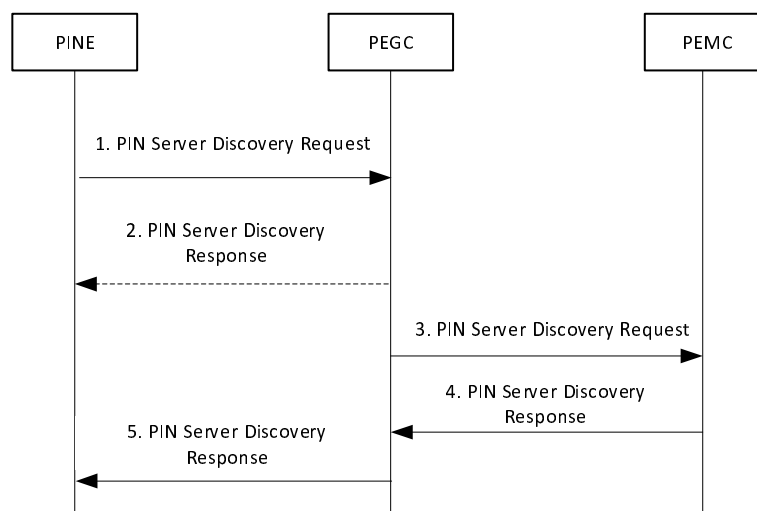 PINE
PEGC
PEMC
1. PIN Server Discovery Request
2. PIN Server Discovery
Response
3. PIN Server Discovery Request
4. PIN Server Discovery
Response
5. PIN Server Discovery
Response